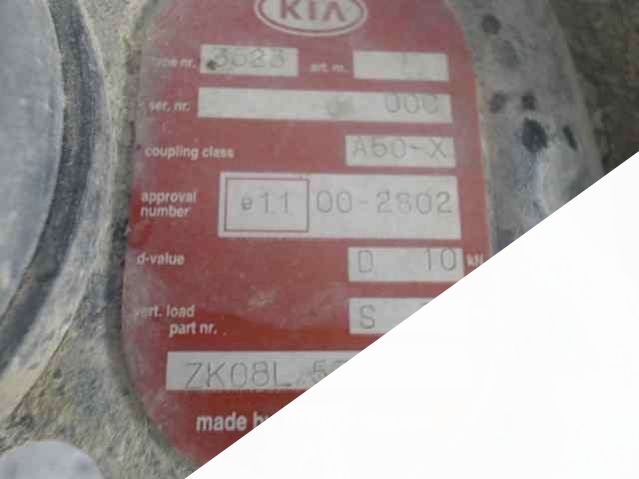 KIA
type nr. 3523 art. nr.
ser. nr. 00C
coupling class A50-X
approval number e11 00-2802
d-value D 10 kN
vert. load S
part nr.
ZK08L
made